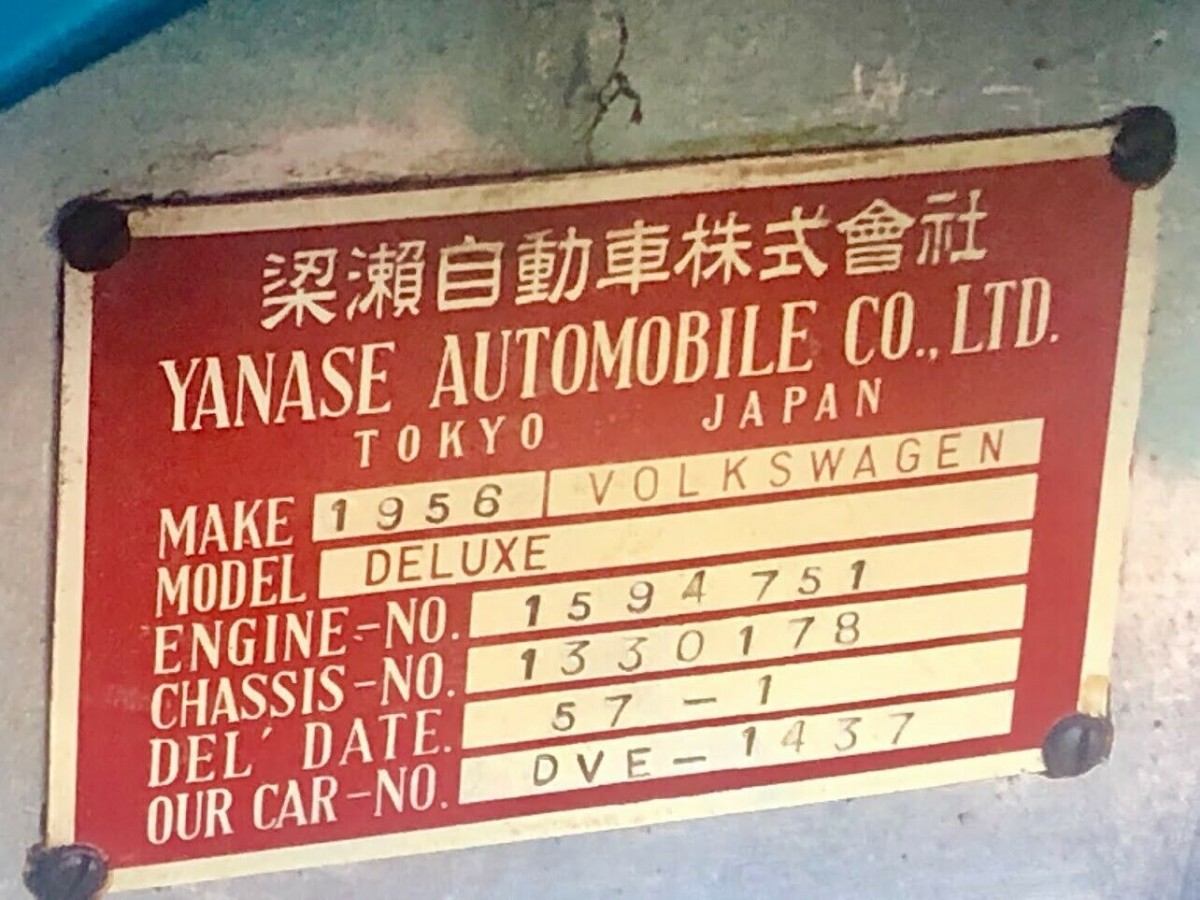 梁瀨自動車株式會社
YANASE AUTOMOBILE CO., LTD.
TOKYO JAPAN
MAKE 1956 VOLKSWAGEN
MODEL DELUXE
ENGINE-NO. 1594751
CHASSIS-NO. 1330178
DEL' DATE. 57-1
OUR CAR-NO. DVE-1437